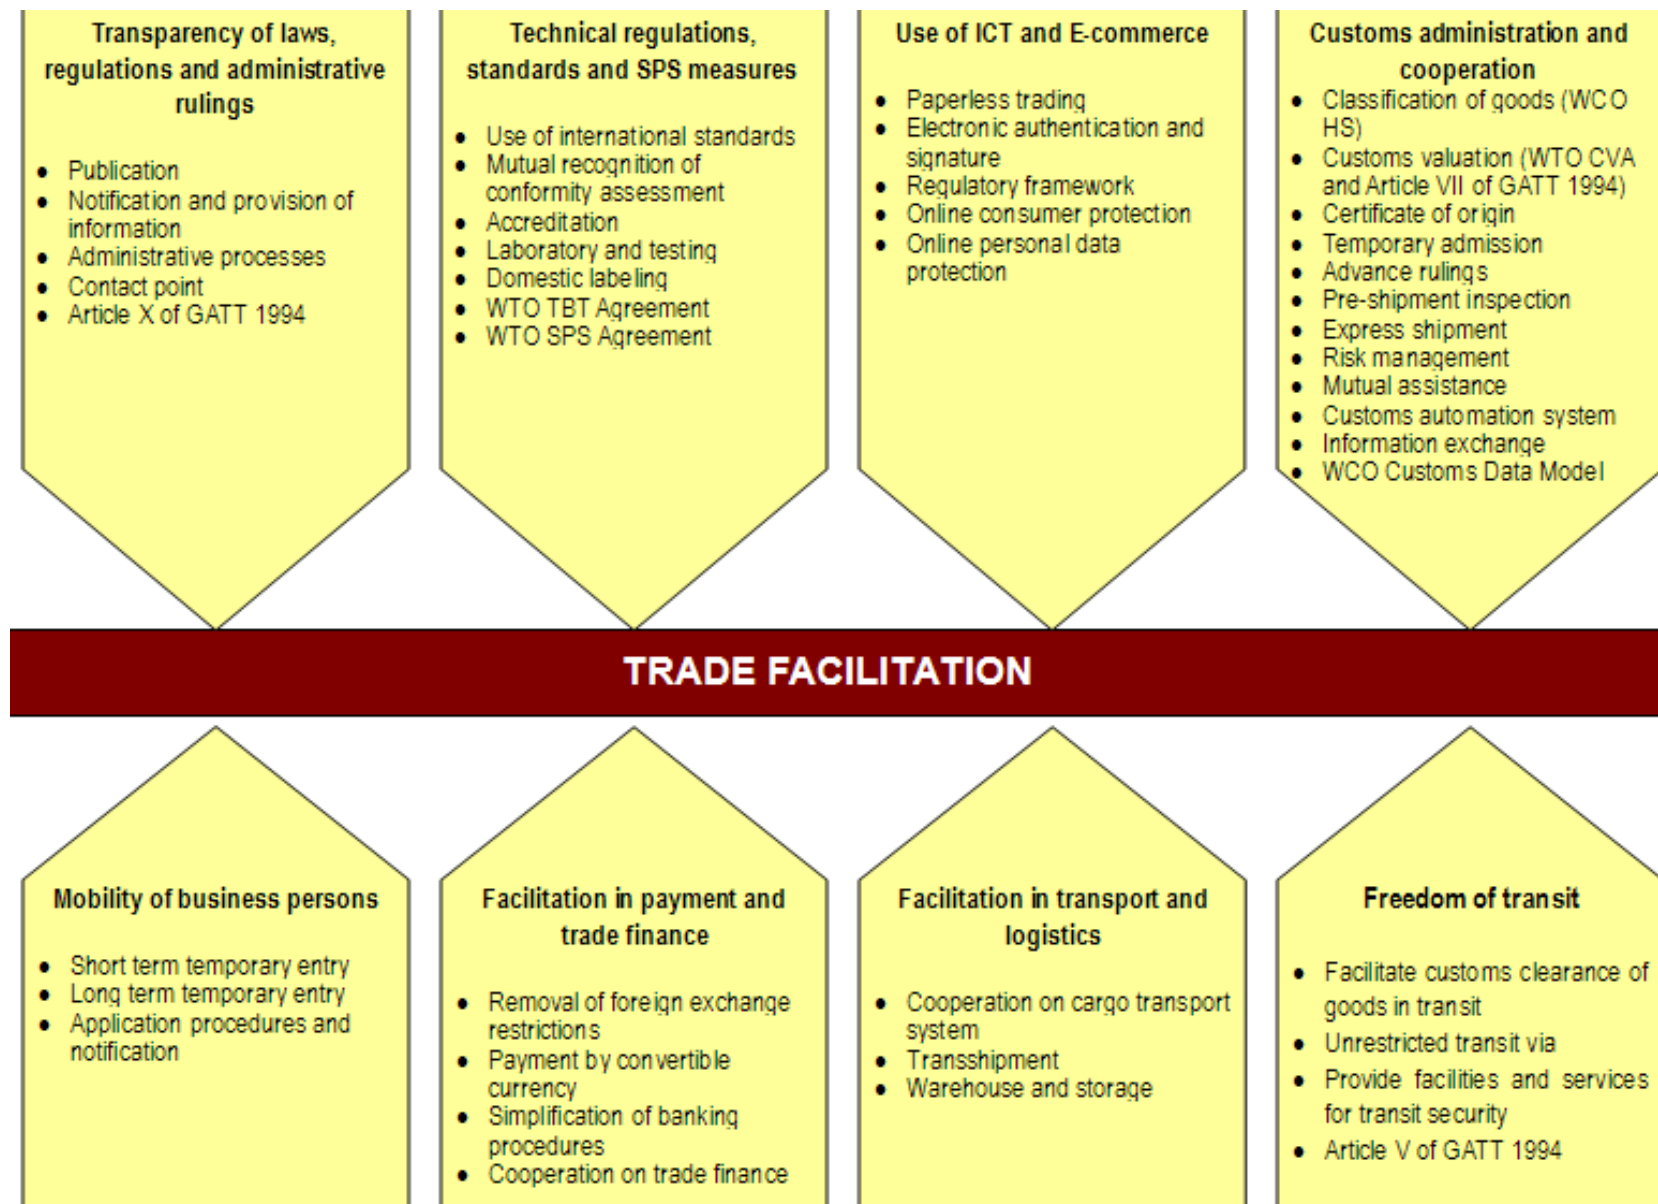 Transparency of laws,
regulations and administrative
rulings
● Publication
● Notification and provision of
information
● Administrative processes
● Contact point
● Article X of GATT 1994
Technical regulations,
standards and SPS measures
● Use of international standards
● Mutual recognition of
conformity assessment
● Accreditation
● Laboratory and testing
● Domestic labeling
● WTO TBT Agreement
● WTO SPS Agreement
Use of ICT and E-commerce
● Paperless trading
● Electronic authentication and
signature
● Regulatory framework
● Online consumer protection
● Online personal data
protection
Customs administration and
cooperation
● Classification of goods (WCO
HS)
● Customs valuation (WTO CVA
and Article VII of GATT 1994)
● Certificate of origin
● Temporary admission
● Advance rulings
● Pre-shipment inspection
● Express shipment
● Risk management
● Mutual assistance
● Customs automation system
● Information exchange
● WCO Customs Data Model
TRADE FACILITATION
Mobility of business persons
● Short term temporary entry
● Long term temporary entry
● Application procedures and
notification
Facilitation in payment and
trade finance
● Removal of foreign exchange
restrictions
● Payment by convertible
currency
● Simplification of banking
procedures
● Cooperation on trade finance
Facilitation in transport and
logistics
● Cooperation on cargo transport
system
● Transshipment
● Warehouse and storage
Freedom of transit
● Facilitate customs clearance of
goods in transit
● Unrestricted transit via
● Provide facilities and services
for transit security
● Article V of GATT 1994